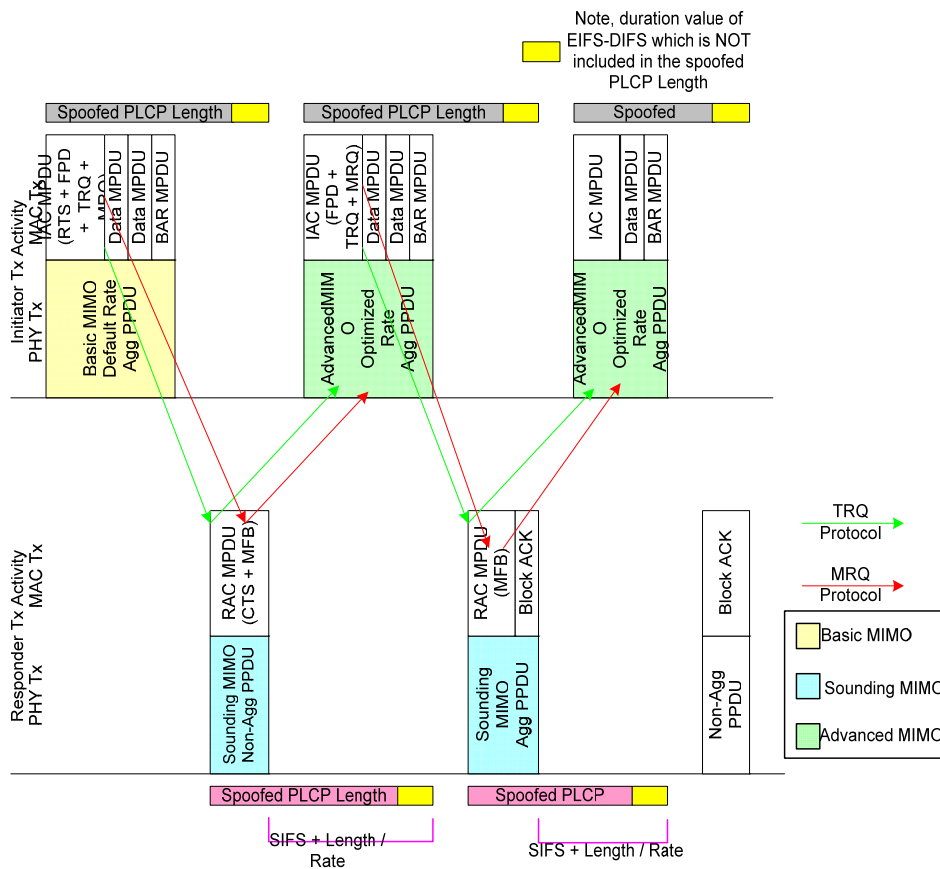 Note, duration value of
EIFS-DIFS which is NOT
included in the spoofed
PLCP Length
Spoofed PLCP Length
Spoofed PLCP Length
Spoofed
Initiator Tx Activity
MAC Tx
PHY Tx
IAC MPDU
(RTS + FPD
+ TRQ +
MRQ)
Data MPDU
Data MPDU
BAR MPDU
IAC MPDU
(FPD +
TRQ + MRQ)
Data MPDU
Data MPDU
BAR MPDU
IAC MPDU
Data MPDU
BAR MPDU
Basic MIMO
Default Rate
Agg PPDU
AdvancedMIM
O
Optimized
Rate
Agg PPDU
AdvancedMIM
O
Optimized
Rate
Agg PPDU
Responder Tx Activity
MAC Tx
PHY Tx
RAC MPDU
(CTS + MFB)
RAC MPDU
(MFB)
Block ACK
Block ACK
Sounding MIMO
Non-Agg PPDU
Sounding
MIMO
Agg PPDU
Non-Agg
PPDU
TRQ
Protocol
MRQ
Protocol
Basic MIMO
Sounding MIMO
Advanced MIMO
Spoofed PLCP Length
Spoofed PLCP
SIFS + Length /
Rate
SIFS + Length / Rate